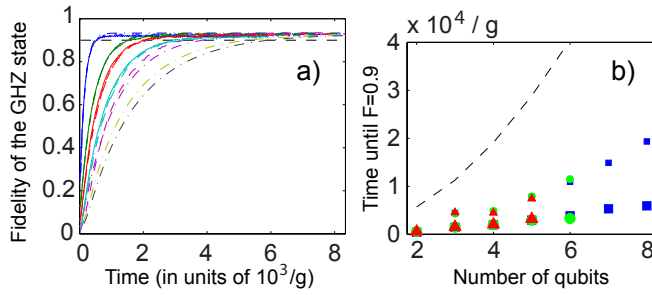 Fidelity of the GHZ state
1
0.8
0.6
0.4
0.2
0
a)
0 2 4 6 8
Time (in units of 10³/g)
x 10⁴ / g
Time until F=0.9
4
3
2
1
0
b)
2 3 4 5 6 7 8
Number of qubits